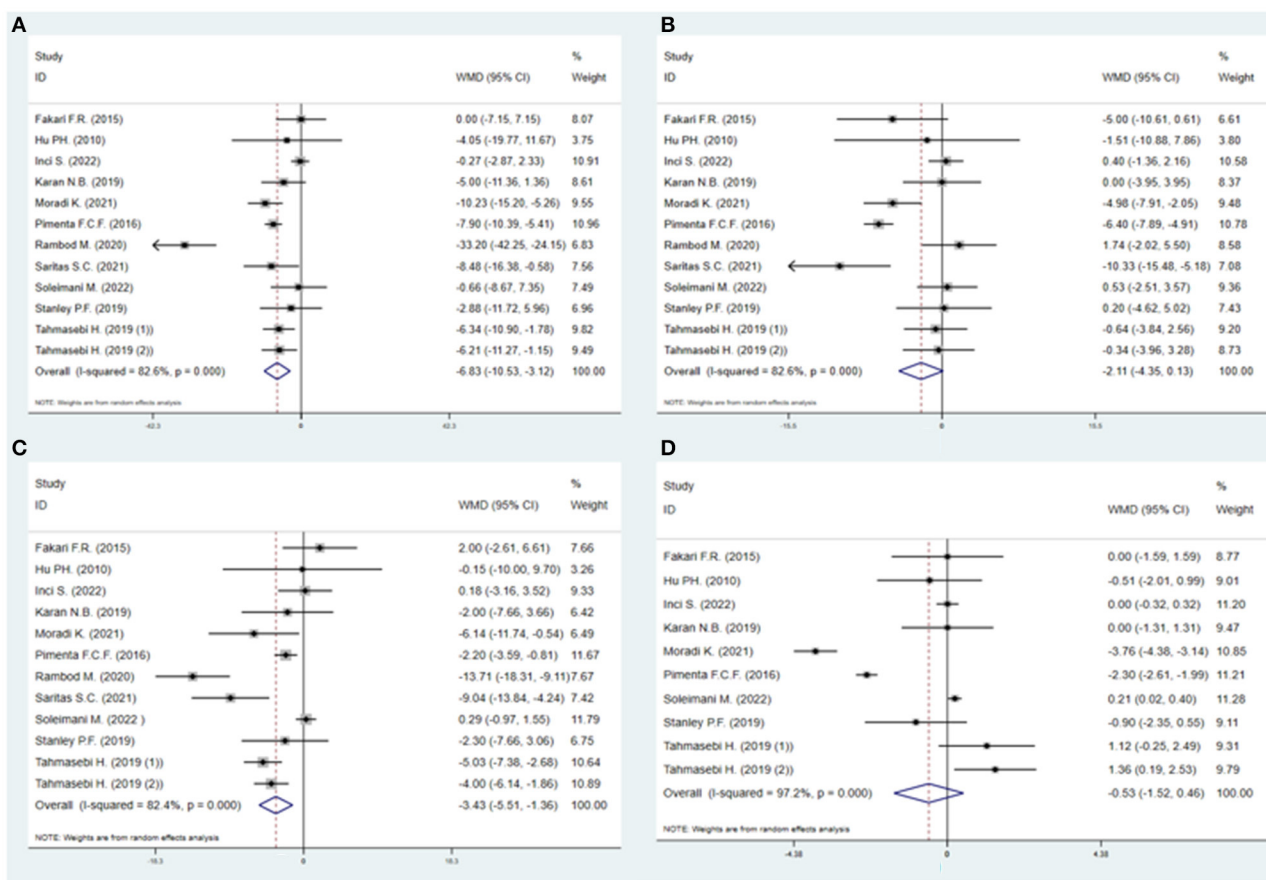 A
Study %
ID WMD (95% CI) Weight
Fakari F.R. (2015) 0.00 (-7.15, 7.15) 8.07
Hu PH. (2010) -4.05 (-19.77, 11.67) 3.75
Inci S. (2022) -0.27 (-2.87, 2.33) 10.91
Karan N.B. (2019) -5.00 (-11.36, 1.36) 8.61
Moradi K. (2021) -10.23 (-15.20, -5.26) 9.55
Pimenta F.C.F. (2016) -7.90 (-10.39, -5.41) 10.96
Rambod M. (2020) -33.20 (-42.25, -24.15) 6.83
Saritas S.C. (2021) -8.48 (-16.38, -0.58) 7.56
Soleimani M. (2022) -0.66 (-8.67, 7.35) 7.49
Stanley P.F. (2019) -2.88 (-11.72, 5.96) 6.96
Tahmasebi H. (2019 (1)) -6.34 (-10.90, -1.78) 9.82
Tahmasebi H. (2019 (2)) -6.21 (-11.27, -1.15) 9.49
Overall (I-squared = 82.6%, p = 0.000) -6.83 (-10.53, -3.12) 100.00
NOTE: Weights are from random effects analysis
-42.3 0 42.3
B
Study %
ID WMD (95% CI) Weight
Fakari F.R. (2015) -5.00 (-10.61, 0.61) 6.61
Hu PH. (2010) -1.51 (-10.88, 7.86) 3.80
Inci S. (2022) 0.40 (-1.36, 2.16) 10.58
Karan N.B. (2019) 0.00 (-3.95, 3.95) 8.37
Moradi K. (2021) -4.98 (-7.91, -2.05) 9.48
Pimenta F.C.F. (2016) -6.40 (-7.89, -4.91) 10.78
Rambod M. (2020) 1.74 (-2.02, 5.50) 8.58
Saritas S.C. (2021) -10.33 (-15.48, -5.18) 7.08
Soleimani M. (2022) 0.53 (-2.51, 3.57) 9.36
Stanley P.F. (2019) 0.20 (-4.62, 5.02) 7.43
Tahmasebi H. (2019 (1)) -0.64 (-3.84, 2.56) 9.20
Tahmasebi H. (2019 (2)) -0.34 (-3.96, 3.28) 8.73
Overall (I-squared = 82.6%, p = 0.000) -2.11 (-4.35, 0.13) 100.00
NOTE: Weights are from random effects analysis
-15.5 0 15.5
C
Study %
ID WMD (95% CI) Weight
Fakari F.R. (2015) 2.00 (-2.61, 6.61) 7.66
Hu PH. (2010) -0.15 (-10.00, 9.70) 3.26
Inci S. (2022) 0.18 (-3.16, 3.52) 9.33
Karan N.B. (2019) -2.00 (-7.66, 3.66) 6.42
Moradi K. (2021) -6.14 (-11.74, -0.54) 6.49
Pimenta F.C.F. (2016) -2.20 (-3.59, -0.81) 11.67
Rambod M. (2020) -13.71 (-18.31, -9.11) 7.67
Saritas S.C. (2021) -9.04 (-13.84, -4.24) 7.42
Soleimani M. (2022 ) 0.29 (-0.97, 1.55) 11.79
Stanley P.F. (2019) -2.30 (-7.66, 3.06) 6.75
Tahmasebi H. (2019 (1)) -5.03 (-7.38, -2.68) 10.64
Tahmasebi H. (2019 (2)) -4.00 (-6.14, -1.86) 10.89
Overall (I-squared = 82.4%, p = 0.000) -3.43 (-5.51, -1.36) 100.00
NOTE: Weights are from random effects analysis
-18.3 0 18.3
D
Study %
ID WMD (95% CI) Weight
Fakari F.R. (2015) 0.00 (-1.59, 1.59) 8.77
Hu PH. (2010) -0.51 (-2.01, 0.99) 9.01
Inci S. (2022) 0.00 (-0.32, 0.32) 11.20
Karan N.B. (2019) 0.00 (-1.31, 1.31) 9.47
Moradi K. (2021) -3.76 (-4.38, -3.14) 10.85
Pimenta F.C.F. (2016) -2.30 (-2.61, -1.99) 11.21
Soleimani M. (2022) 0.21 (0.02, 0.40) 11.28
Stanley P.F. (2019) -0.90 (-2.35, 0.55) 9.11
Tahmasebi H. (2019 (1)) 1.12 (-0.25, 2.49) 9.31
Tahmasebi H. (2019 (2)) 1.36 (0.19, 2.53) 9.79
Overall (I-squared = 97.2%, p = 0.000) -0.53 (-1.52, 0.46) 100.00
NOTE: Weights are from random effects analysis
-4.38 0 4.38